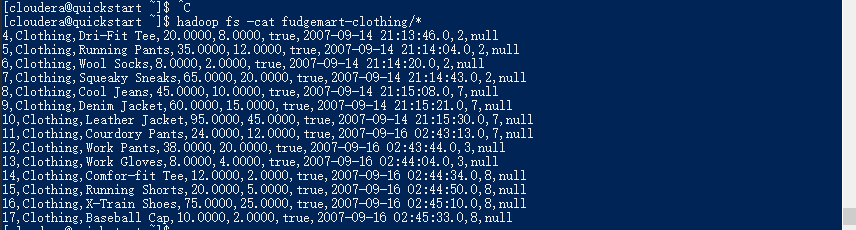 [cloudera@quickstart ~]$ ^C
[cloudera@quickstart ~]$ hadoop fs -cat fudgemart-clothing/*
4,Clothing,Dri-Fit Tee,20.0000,8.0000,true,2007-09-14 21:13:46.0,2,null
5,Clothing,Running Pants,35.0000,12.0000,true,2007-09-14 21:14:04.0,2,null
6,Clothing,Wool Socks,8.0000,2.0000,true,2007-09-14 21:14:20.0,2,null
7,Clothing,Squeaky Sneaks,65.0000,20.0000,true,2007-09-14 21:14:43.0,2,null
8,Clothing,Cool Jeans,45.0000,10.0000,true,2007-09-14 21:15:08.0,7,null
9,Clothing,Denim Jacket,60.0000,15.0000,true,2007-09-14 21:15:21.0,7,null
10,Clothing,Leather Jacket,95.0000,45.0000,true,2007-09-14 21:15:30.0,7,null
11,Clothing,Courdory Pants,24.0000,12.0000,true,2007-09-16 02:43:13.0,7,null
12,Clothing,Work Pants,38.0000,20.0000,true,2007-09-16 02:43:44.0,3,null
13,Clothing,Work Gloves,8.0000,4.0000,true,2007-09-16 02:44:04.0,3,null
14,Clothing,Comfor-fit Tee,12.0000,2.0000,true,2007-09-16 02:44:34.0,8,null
15,Clothing,Running Shorts,20.0000,5.0000,true,2007-09-16 02:44:50.0,8,null
16,Clothing,X-Train Shoes,75.0000,25.0000,true,2007-09-16 02:45:10.0,8,null
17,Clothing,Baseball Cap,10.0000,2.0000,true,2007-09-16 02:45:33.0,8,null
[cloudera@quickstart ~]$